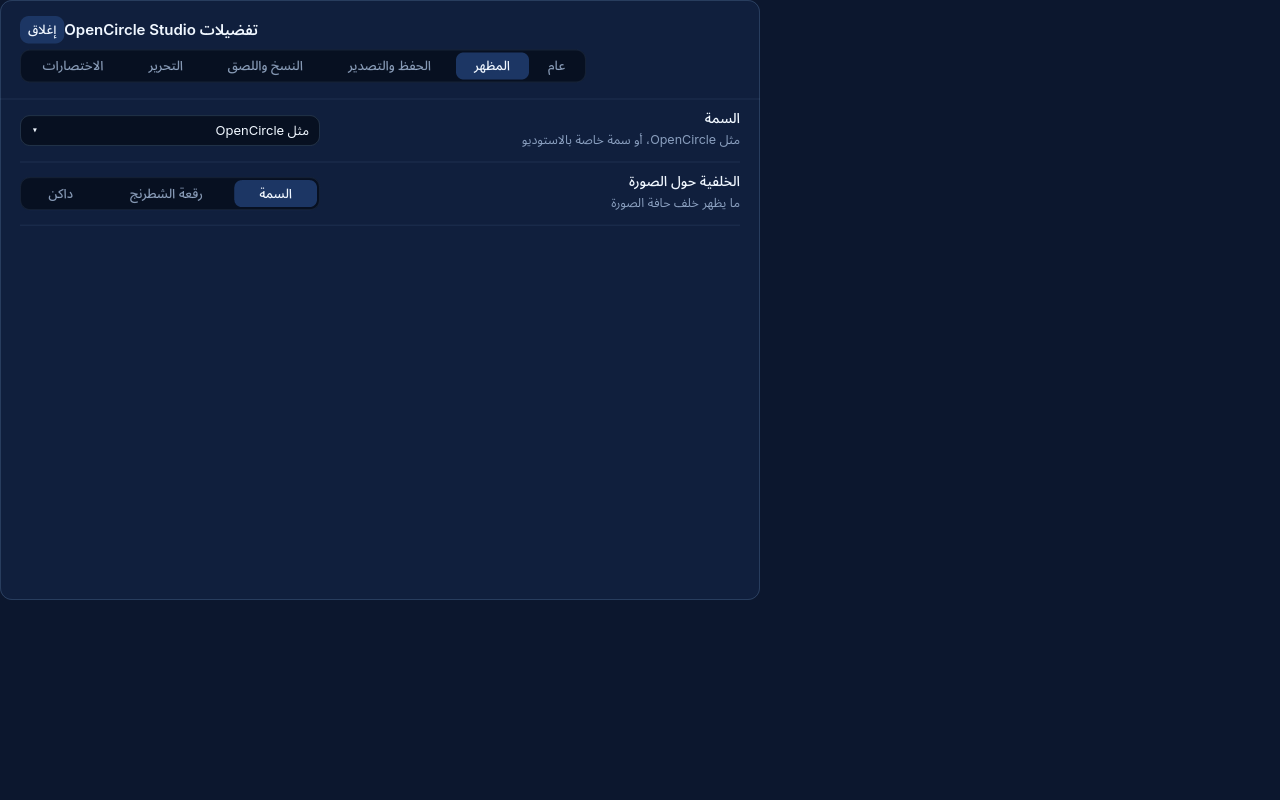 تفضيلات OpenCircle Studio
إغلاق
عام المظهر الحفظ والتصدير النسخ واللصق التحرير الاختصارات
السمة
مثل OpenCircle، أو سمة خاصة بالاستوديو
مثل OpenCircle
الخلفية حول الصورة
ما يظهر خلف حافة الصورة
السمة رقعة الشطرنج داكن